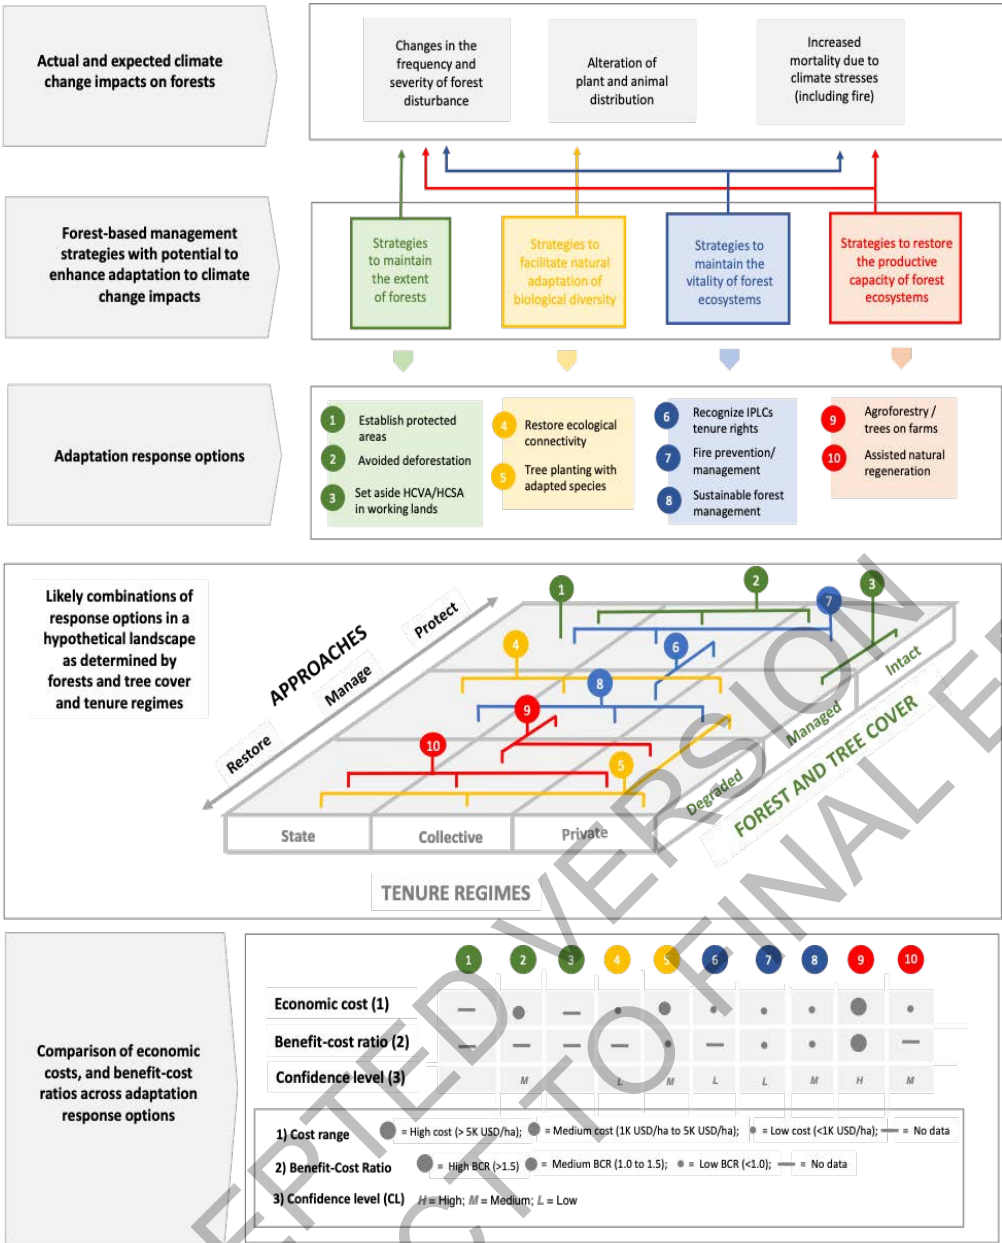 Actual and expected climate
change impacts on forests
Changes in the
frequency and
severity of forest
disturbance
Alteration of
plant and animal
distribution
Increased
mortality due to
climate stresses
(including fire)
Forest-based management
strategies with potential to
enhance adaptation to climate
change impacts
Strategies
to maintain
the extent
of forests
Strategies to
facilitate natural
adaptation of
biological diversity
Strategies to
maintain the
vitality of forest
ecosystems
Strategies to restore
the productive
capacity of forest
ecosystems
Adaptation response options
1 Establish protected
areas
2 Avoided deforestation
3 Set aside HCVA/HCSA
in working lands
4 Restore ecological
connectivity
5 Tree planting with
adapted species
6 Recognize IPLCs
tenure rights
7 Fire prevention/
management
8 Sustainable forest
management
9 Agroforestry /
trees on farms
10 Assisted natural
regeneration
Likely combinations of
response options in a
hypothetical landscape
as determined by
forests and tree cover
and tenure regimes
APPROACHES
Protect
Manage
Restore
1
2
3
7
4
6
8
9
10
5
State
Collective
Private
Degraded
Managed
Intact
FOREST AND TREE COVER
TENURE REGIMES
Comparison of economic
costs, and benefit-cost
ratios across adaptation
response options
1 2 3 4 5 6 7 8 9 10
Economic cost (1)
Benefit-cost ratio (2)
Confidence level (3) M L M L L M H M
1) Cost range = High cost (> 5K USD/ha); = Medium cost (1K USD/ha to 5K USD/ha); = Low cost (<1K USD/ha); = No data
2) Benefit-Cost Ratio = High BCR (>1.5) = Medium BCR (1.0 to 1.5); = Low BCR (<1.0); = No data
3) Confidence level (CL) H = High; M = Medium; L = Low
VERSION
TO FINAL